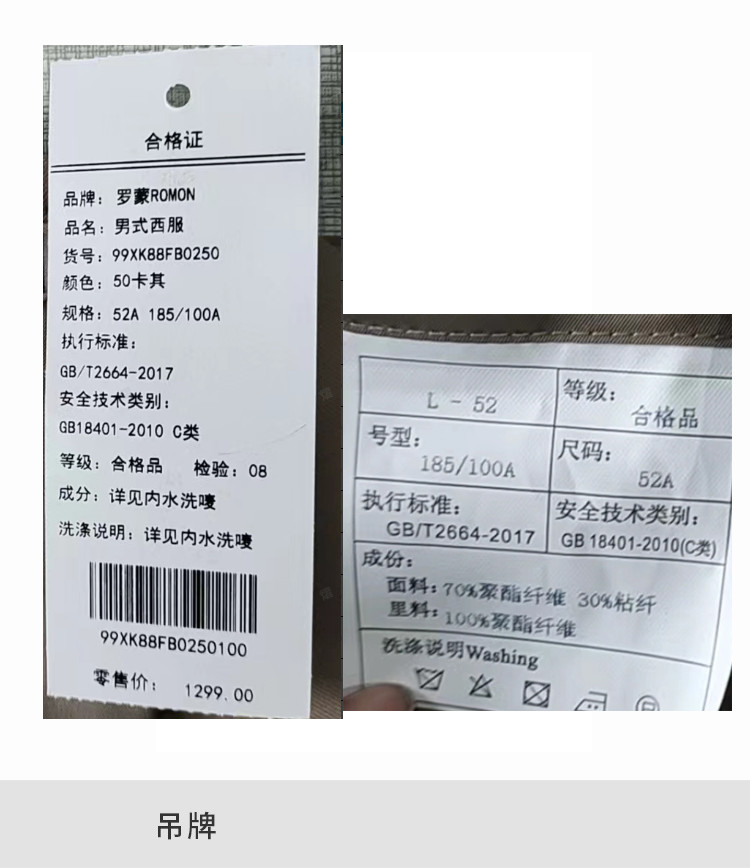 合格证
品牌：罗蒙ROMON
品名：男式西服
货号：99XK88FB0250
颜色：50卡其
规格：52A 185/100A
执行标准：
GB/T2664-2017
安全技术类别：
GB18401-2010 C类
等级：合格品 检验：08
成分：详见内水洗唛
洗涤说明：详见内水洗唛
99XK88FB0250100
零售价： 1299.00
L - 52
等级：
合格品
号型：
185/100A
尺码：
52A
执行标准：
GB/T2664-2017
安全技术类别：
GB 18401-2010(C类)
成份：
面料：70%聚酯纤维 30%粘纤
里料：100%聚酯纤维
洗涤说明Washing
吊牌